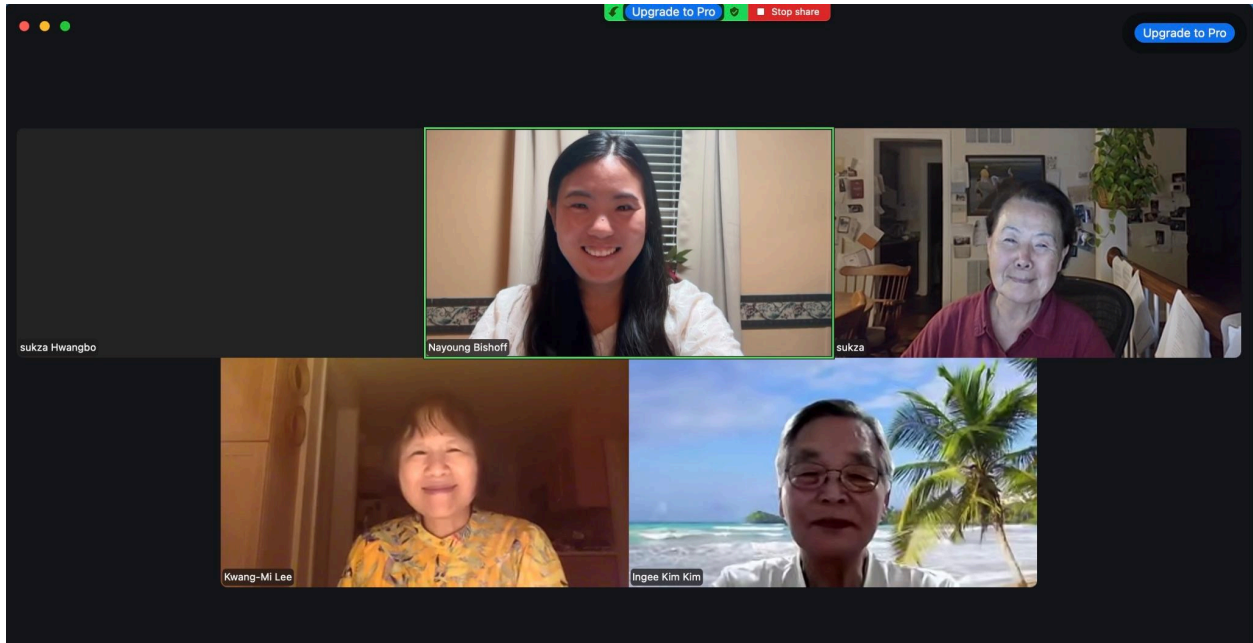 Upgrade to Pro
Stop share
Upgrade to Pro
sukza Hwangbo
Nayoung Bishoff
sukza
Kwang-Mi Lee
Ingee Kim Kim